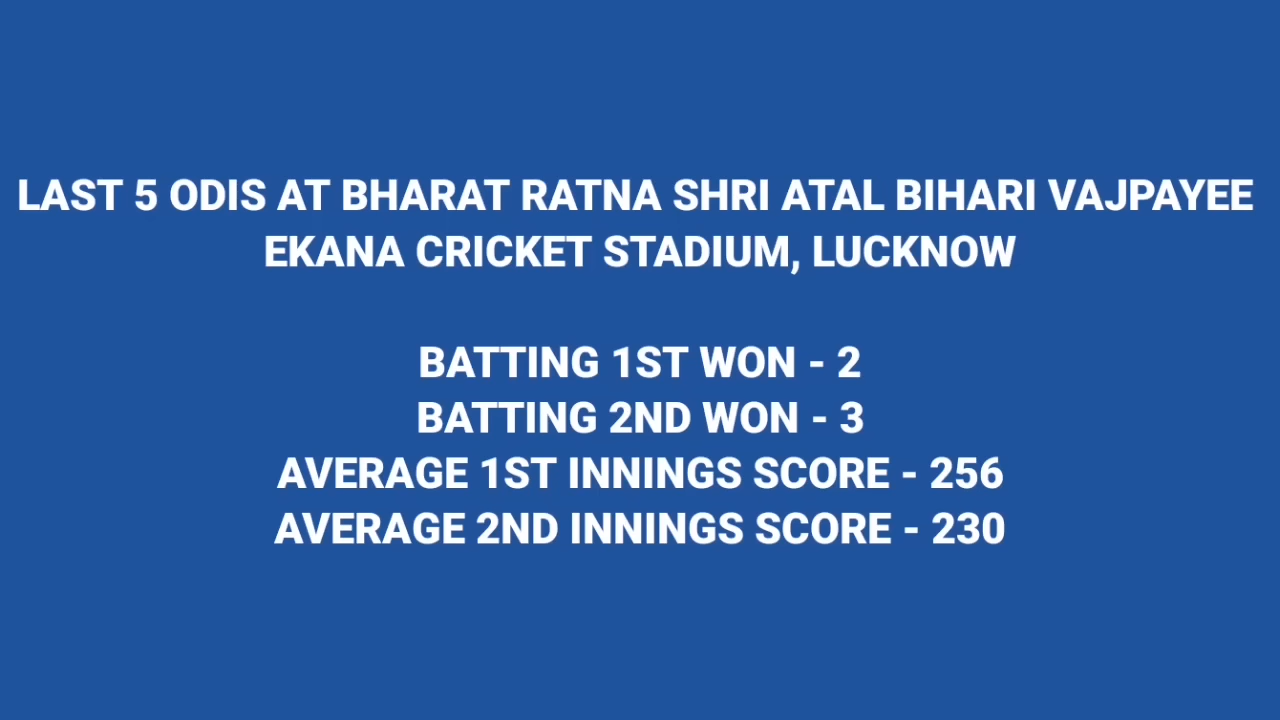 LAST 5 ODIS AT BHARAT RATNA SHRI ATAL BIHARI VAJPAYEE
EKANA CRICKET STADIUM, LUCKNOW
BATTING 1ST WON - 2
BATTING 2ND WON - 3
AVERAGE 1ST INNINGS SCORE - 256
AVERAGE 2ND INNINGS SCORE - 230